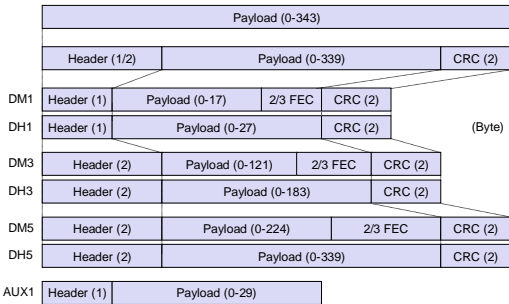 Payload (0-343)
Header (1/2) Payload (0-339) CRC (2)
DM1 Header (1) Payload (0-17) 2/3 FEC CRC (2)
DH1 Header (1) Payload (0-27) CRC (2) (Byte)
DM3 Header (2) Payload (0-121) 2/3 FEC CRC (2)
DH3 Header (2) Payload (0-183) CRC (2)
DM5 Header (2) Payload (0-224) 2/3 FEC CRC (2)
DH5 Header (2) Payload (0-339) CRC (2)
AUX1 Header (1) Payload (0-29)